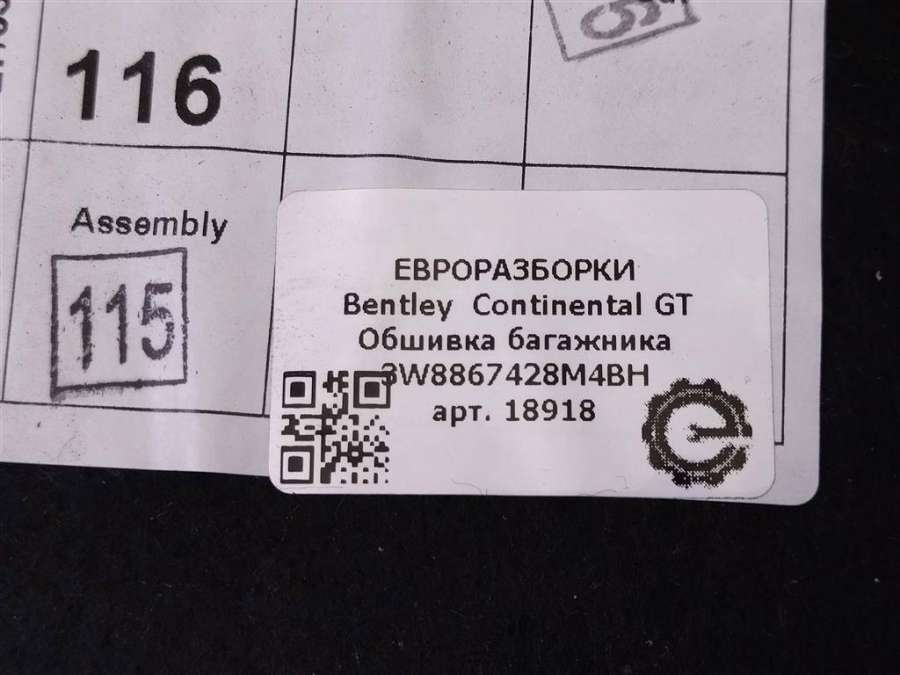 116
Assembly
115
ЕВРОРАЗБОРКИ
Bentley Continental GT
Обшивка багажника
3W8867428M4BH
арт. 18918